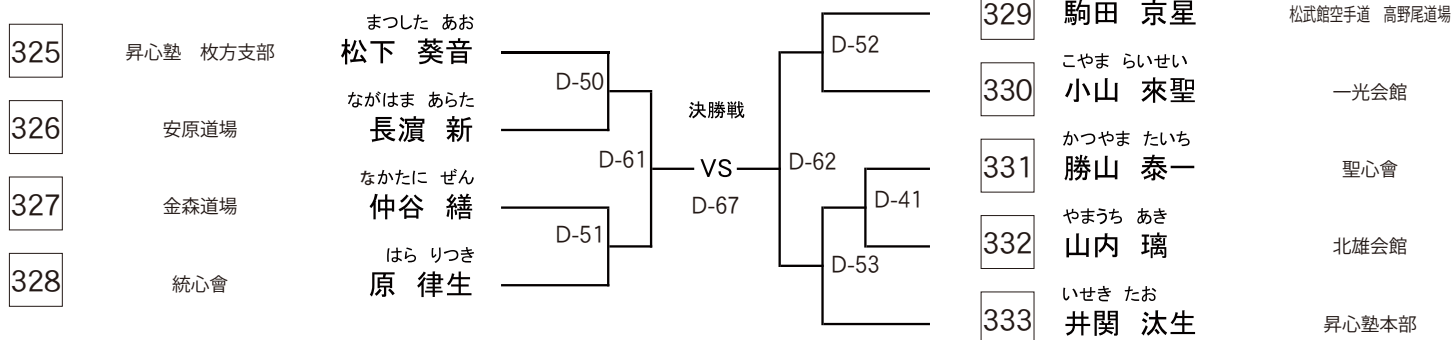 まつした あお
325 昇心塾 枚方支部 松下 葵音
D-50
ながはま あらた
326 安原道場 長濵 新
D-61
なかたに ぜん
327 金森道場 仲谷 繕
D-51
はら りつき
328 統心會 原 律生
決勝戦
VS
D-67
329 駒田 京星 松武館空手道 高野尾道場
D-52
こやま らいせい
330 小山 來聖 一光会館
D-62
かつやま たいち
331 勝山 泰一 聖心會
D-41
やまうち あき
332 山内 璃 北雄会館
D-53
いせき たお
333 井関 汰生 昇心塾本部